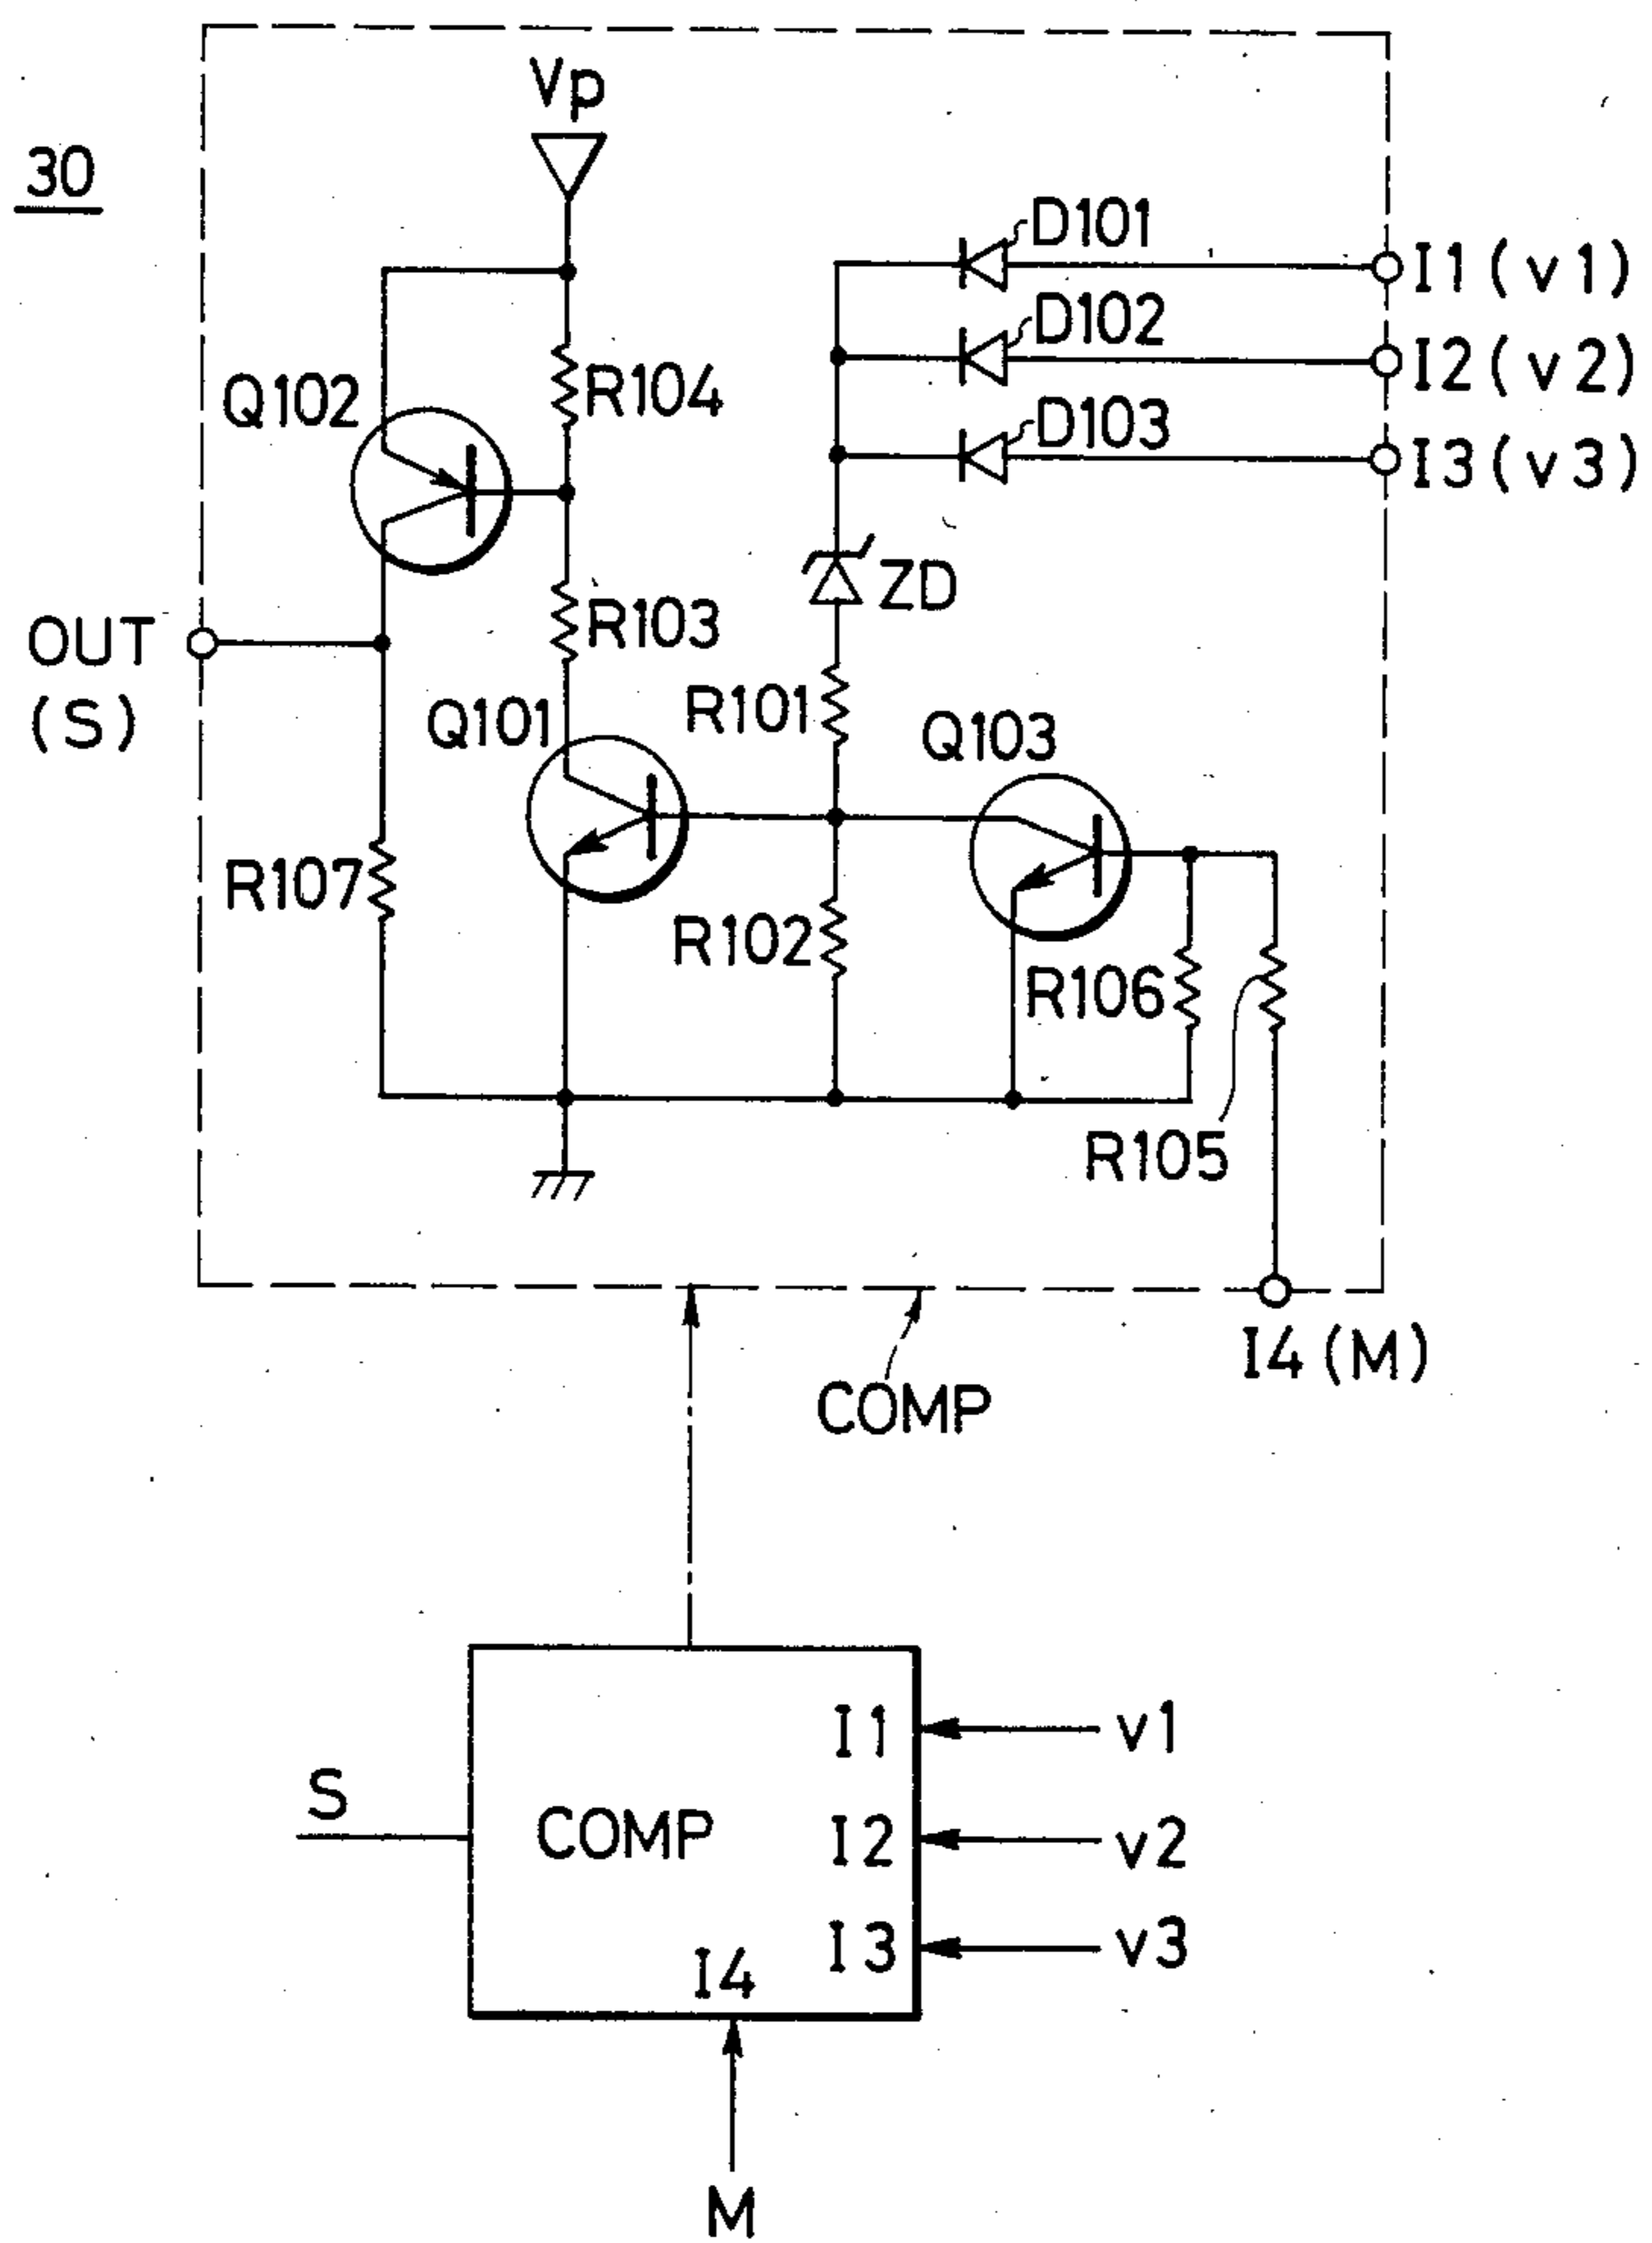 30
Vp
D101
I1(v1)
D102
I2(v2)
D103
I3(v3)
Q102
R104
ZD
R103
OUT
(S)
Q101
R101
Q103
R107
R102
R106
R105
I4(M)
COMP
I1
v1
S
COMP
I2
v2
I3
v3
I4
M